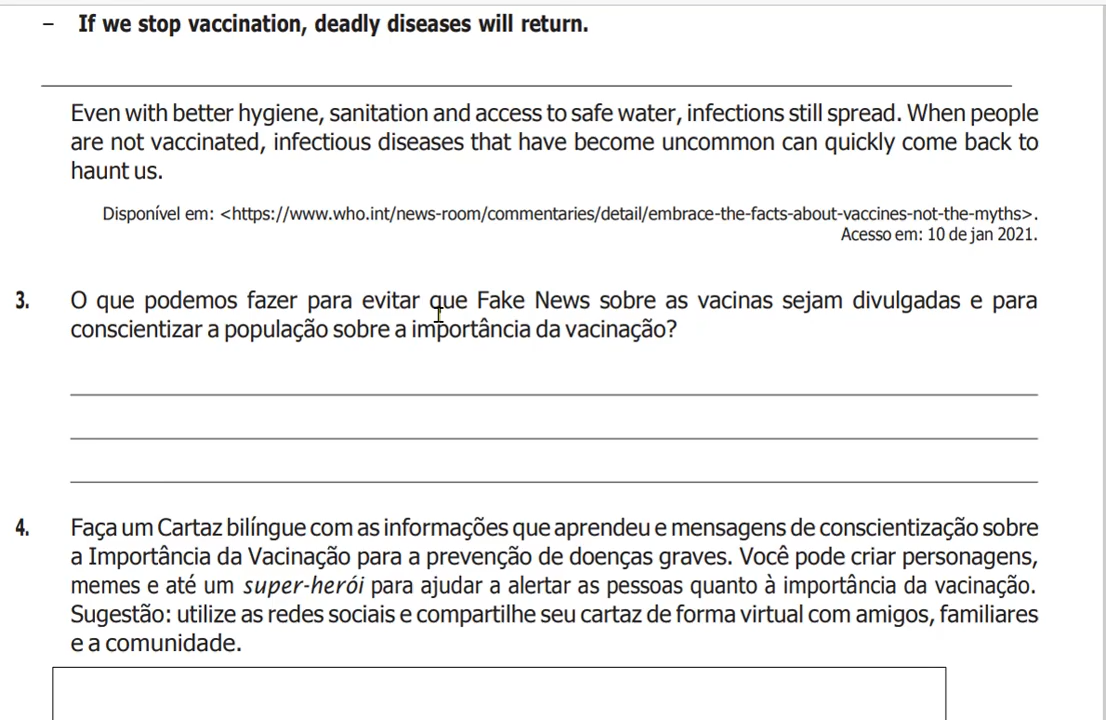 – If we stop vaccination, deadly diseases will return.
Even with better hygiene, sanitation and access to safe water, infections still spread. When people
are not vaccinated, infectious diseases that have become uncommon can quickly come back to
haunt us.
Disponível em: <https://www.who.int/news-room/commentaries/detail/embrace-the-facts-about-vaccines-not-the-myths>.
Acesso em: 10 de jan 2021.
3. O que podemos fazer para evitar que Fake News sobre as vacinas sejam divulgadas e para
conscientizar a população sobre a importância da vacinação?
4. Faça um Cartaz bilíngue com as informações que aprendeu e mensagens de conscientização sobre
a Importância da Vacinação para a prevenção de doenças graves. Você pode criar personagens,
memes e até um super-herói para ajudar a alertar as pessoas quanto à importância da vacinação.
Sugestão: utilize as redes sociais e compartilhe seu cartaz de forma virtual com amigos, familiares
e a comunidade.